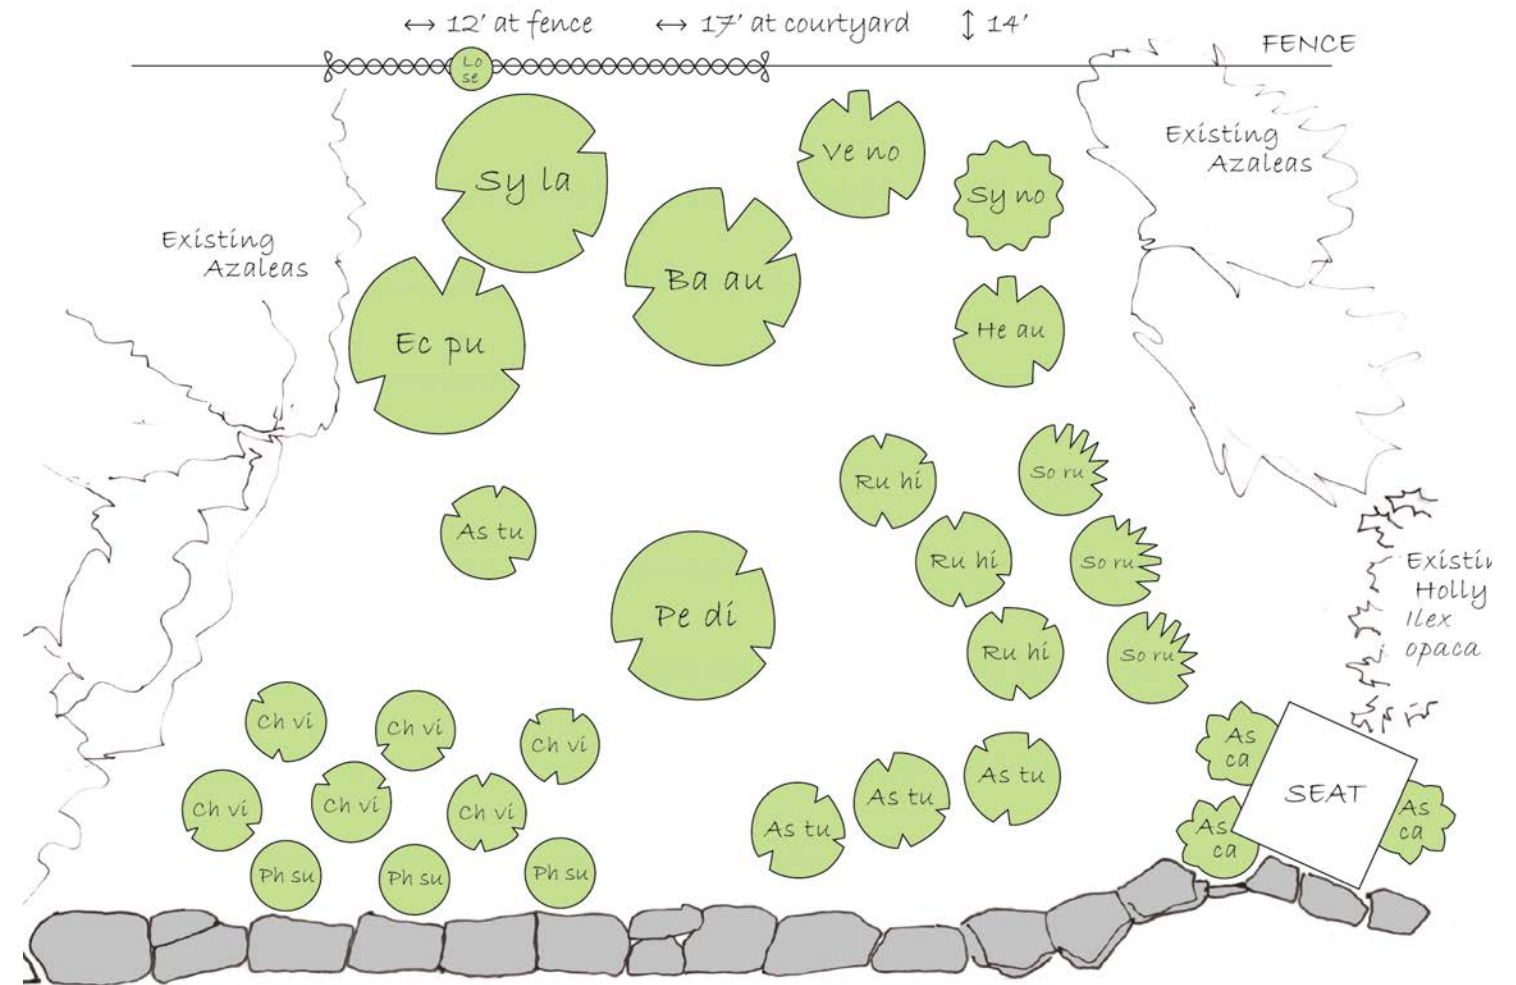 ↔ 12' at fence ↔ 17' at courtyard ↕ 14'
FENCE
Lo
se
Existing
Azaleas
Sy la
Ve no
Sy no
Existing
Azaleas
Ba au
Ec pu
He au
As tu
Ru hi
So ru
Ru hi
So ru
Pe di
Ru hi
So ru
Existin
Holly
Ilex
opaca
Ch vi
Ch vi
Ch vi
Ch vi
Ch vi
Ch vi
As tu
As tu
As tu
As
ca
SEAT
As
ca
As
ca
Ph su
Ph su
Ph su